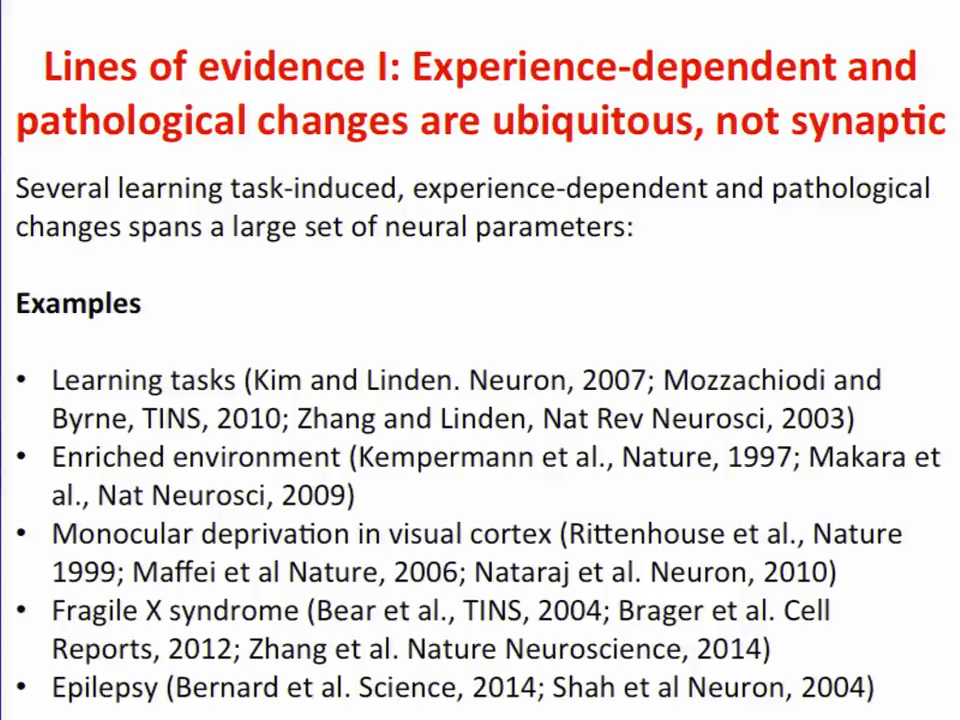 Lines of evidence I: Experience-dependent and
pathological changes are ubiquitous, not synaptic
Several learning task-induced, experience-dependent and pathological
changes spans a large set of neural parameters:
Examples
• Learning tasks (Kim and Linden. Neuron, 2007; Mozzachiodi and
Byrne, TINS, 2010; Zhang and Linden, Nat Rev Neurosci, 2003)
• Enriched environment (Kempermann et al., Nature, 1997; Makara et
al., Nat Neurosci, 2009)
• Monocular deprivation in visual cortex (Rittenhouse et al., Nature
1999; Maffei et al Nature, 2006; Nataraj et al. Neuron, 2010)
• Fragile X syndrome (Bear et al., TINS, 2004; Brager et al. Cell
Reports, 2012; Zhang et al. Nature Neuroscience, 2014)
• Epilepsy (Bernard et al. Science, 2014; Shah et al Neuron, 2004)